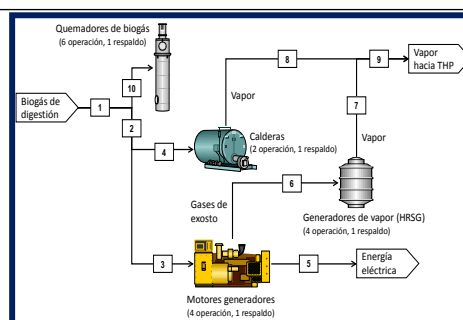 Quemadores de biogás
(6 operación, 1 respaldo)
8
9
Vapor
hacia THP
10
Biogás de
digestión
1
Vapor
7
2
Vapor
4
Calderas
(2 operación, 1 respaldo)
6
Gases de
exosto
Generadores de vapor (HRSG)
(4 operación, 1 respaldo)
3
5
Energía
eléctrica
Motores generadores
(4 operación, 1 respaldo)